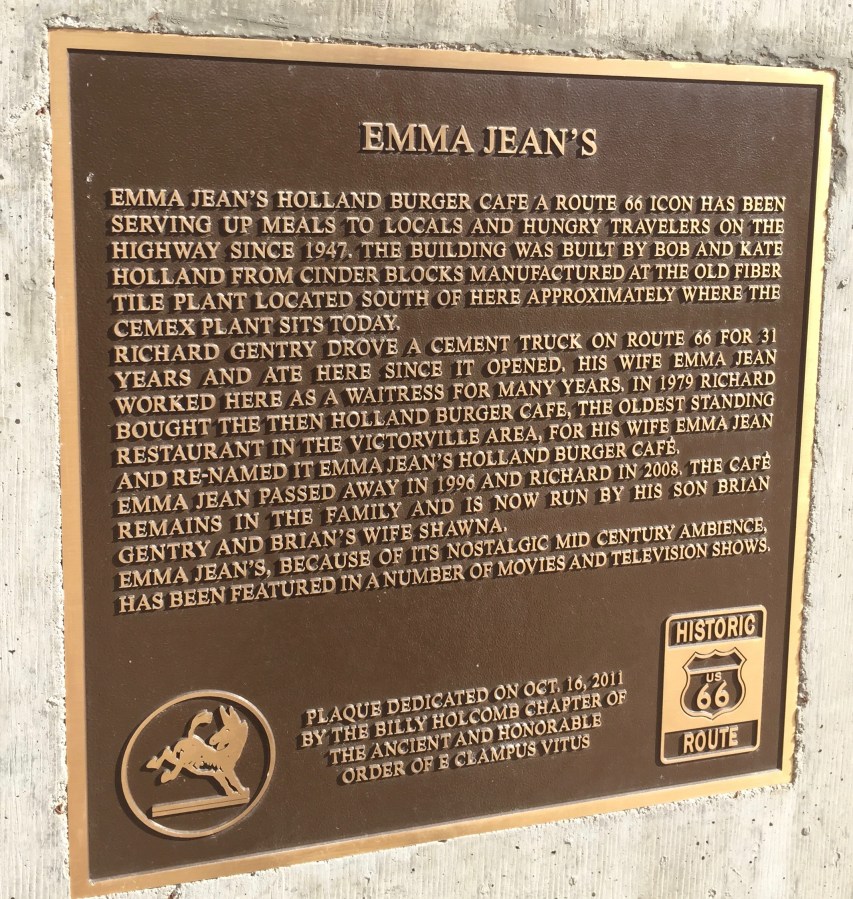 EMMA JEAN'S
EMMA JEAN'S HOLLAND BURGER CAFE A ROUTE 66 ICON HAS BEEN
SERVING UP MEALS TO LOCALS AND HUNGRY TRAVELERS ON THE
HIGHWAY SINCE 1947. THE BUILDING WAS BUILT BY BOB AND KATE
HOLLAND FROM CINDER BLOCKS MANUFACTURED AT THE OLD FIBER
TILE PLANT LOCATED SOUTH OF HERE APPROXIMATELY WHERE THE
CEMEX PLANT SITS TODAY.
RICHARD GENTRY DROVE A CEMENT TRUCK ON ROUTE 66 FOR 31
YEARS AND ATE HERE SINCE IT OPENED. HIS WIFE EMMA JEAN
WORKED HERE AS A WAITRESS FOR MANY YEARS. IN 1979 RICHARD
BOUGHT THE THEN HOLLAND BURGER CAFE, THE OLDEST STANDING
RESTAURANT IN THE VICTORVILLE AREA, FOR HIS WIFE EMMA JEAN
AND RE-NAMED IT EMMA JEAN'S HOLLAND BURGER CAFÉ.
EMMA JEAN PASSED AWAY IN 1996 AND RICHARD IN 2008. THE CAFÉ
REMAINS IN THE FAMILY AND IS NOW RUN BY HIS SON BRIAN
GENTRY AND BRIAN'S WIFE SHAWNA.
EMMA JEAN'S, BECAUSE OF ITS NOSTALGIC MID CENTURY AMBIENCE,
HAS BEEN FEATURED IN A NUMBER OF MOVIES AND TELEVISION SHOWS.
PLAQUE DEDICATED ON OCT. 16, 2011
BY THE BILLY HOLCOMB CHAPTER OF
THE ANCIENT AND HONORABLE
ORDER OF E CLAMPUS VITUS
HISTORIC
US
66
ROUTE